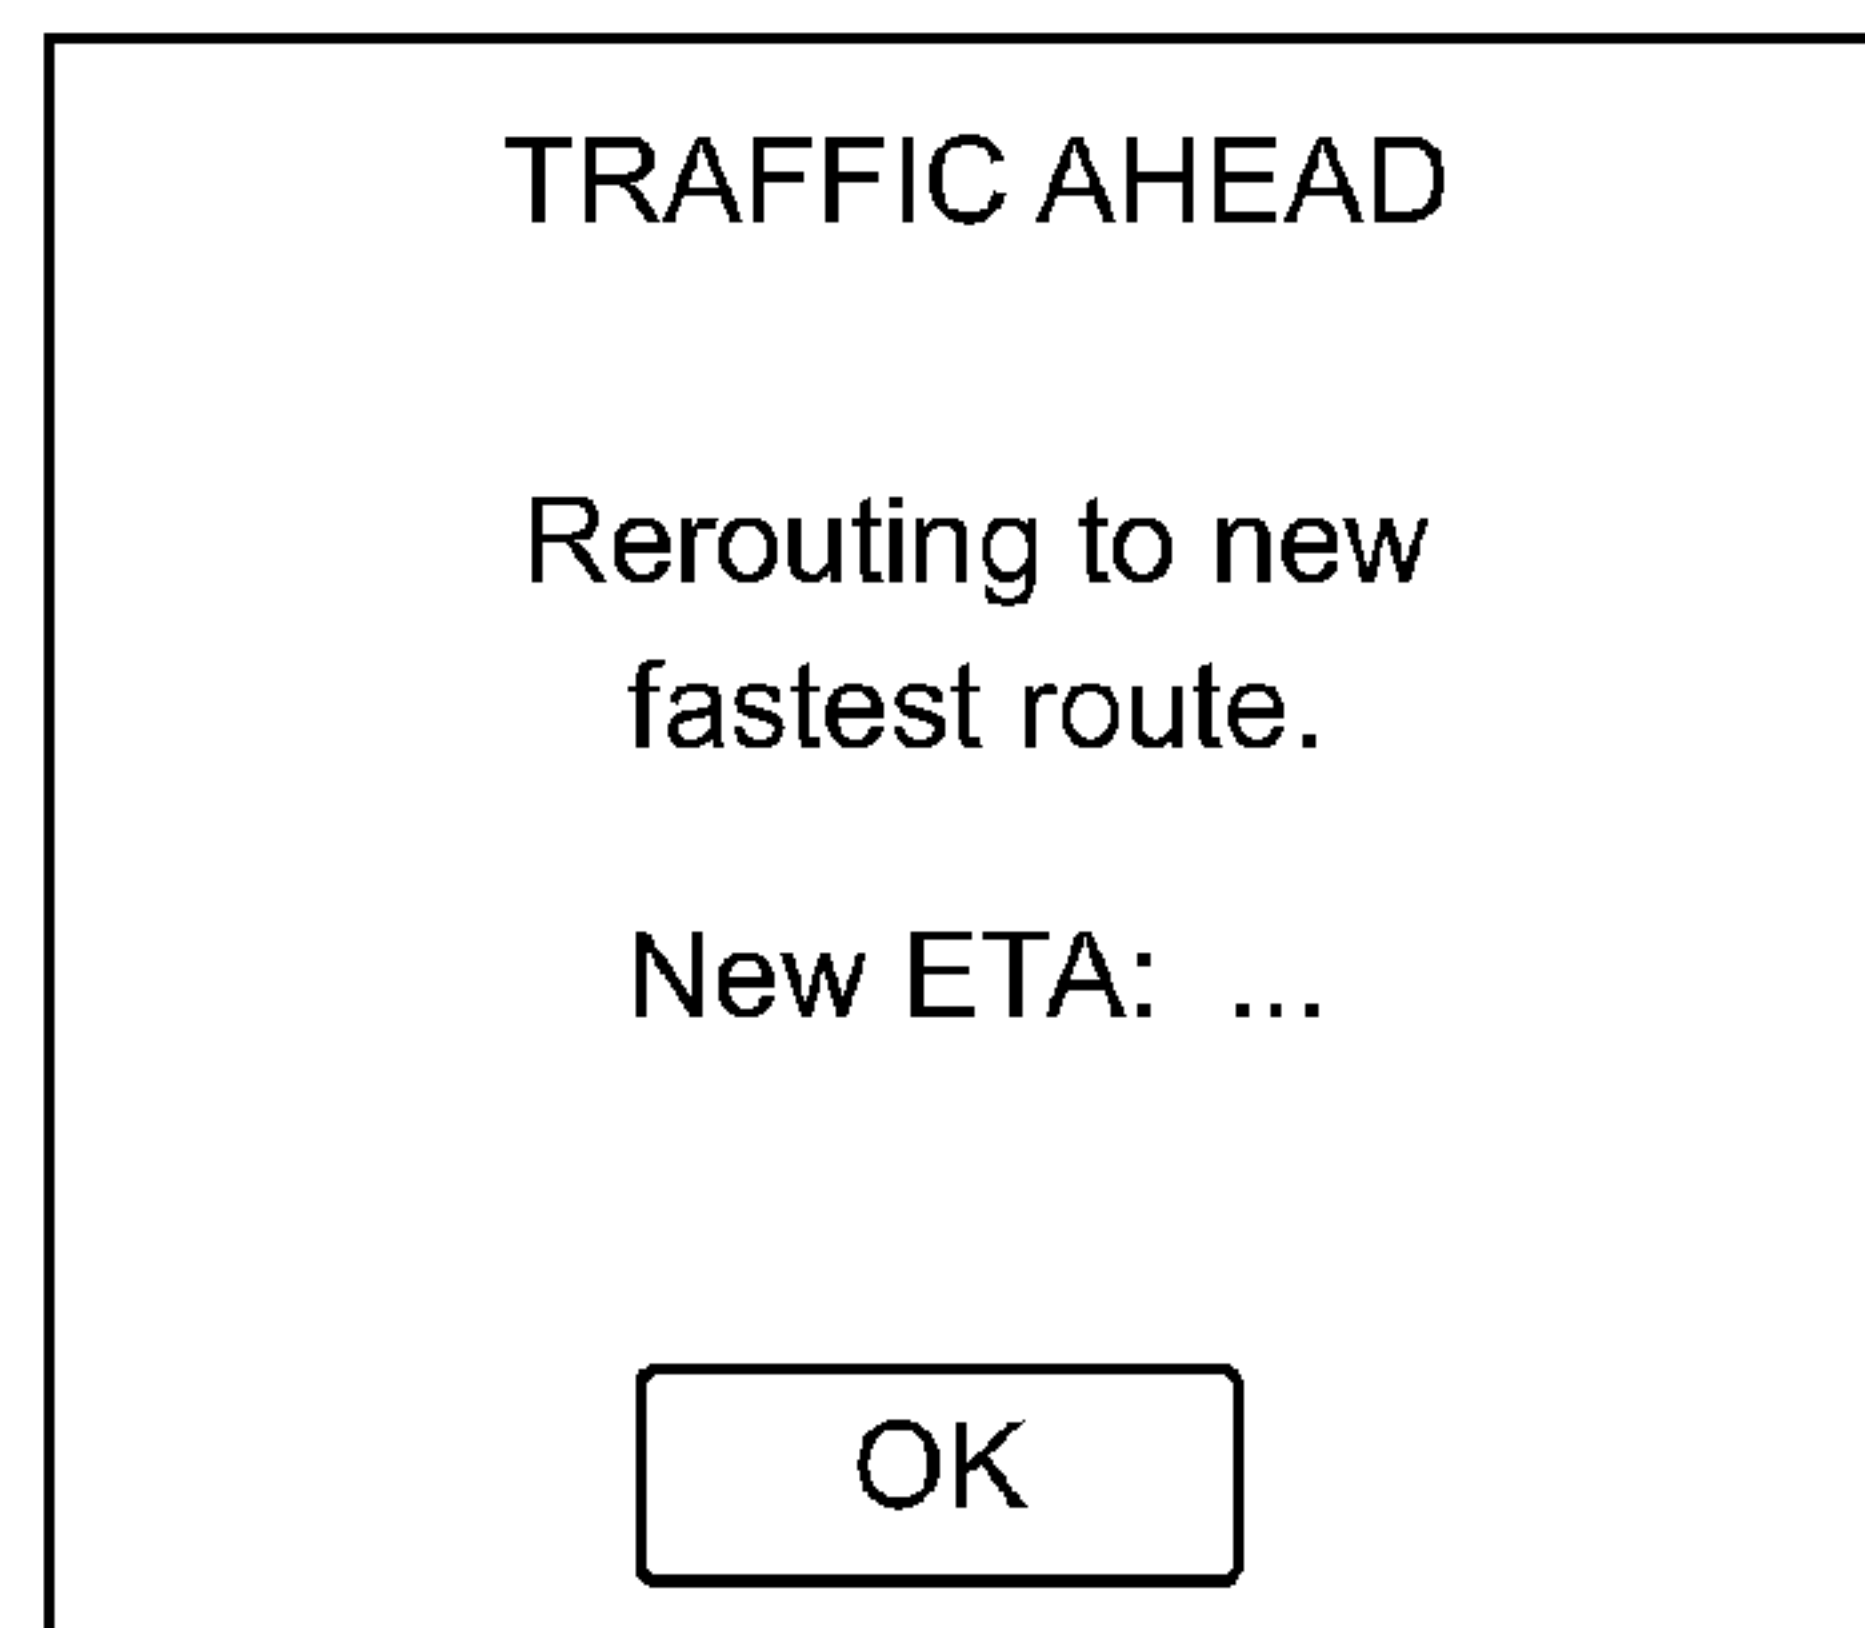 TRAFFIC AHEAD
Rerouting to new
fastest route.
New ETA: ...
OK